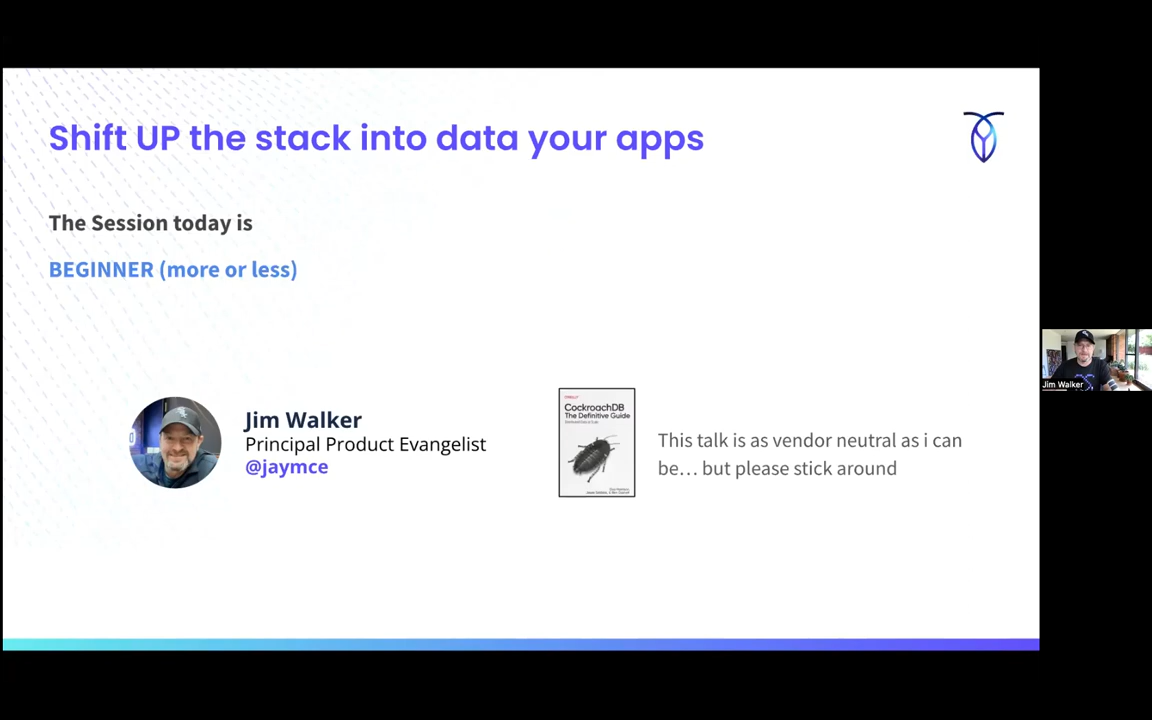 Shift UP the stack into data your apps
The Session today is
BEGINNER (more or less)
Jim Walker
Principal Product Evangelist
@jaymce
O'REILLY
CockroachDB
The Definitive Guide
This talk is as vendor neutral as i can
be… but please stick around
Jim Walker